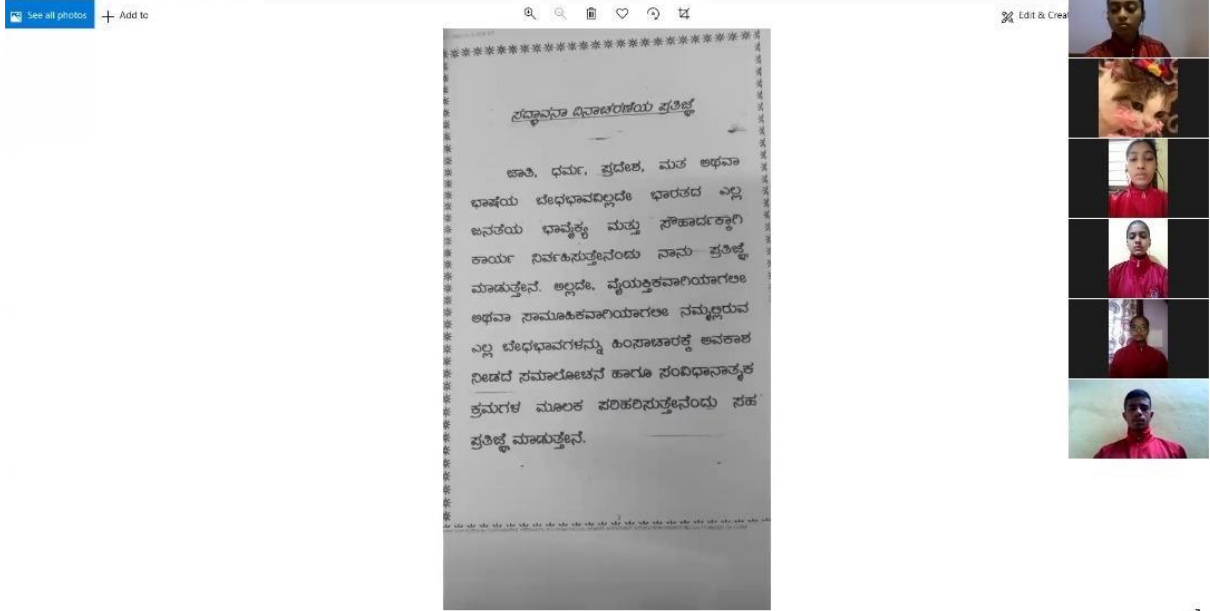 See all photos
Add to
Edit & Crea
ಸದ್ಭಾವನಾ ದಿನಾಚರಣೆಯ ಪ್ರತಿಜ್ಞೆ
ಜಾತಿ, ಧರ್ಮ, ಪ್ರದೇಶ, ಮತ ಅಥವಾ
ಭಾಷೆಯ ಬೇಧಭಾವವಿಲ್ಲದೇ ಭಾರತದ ಎಲ್ಲ
ಜನತೆಯ ಭಾವೈಕ್ಯ ಮತ್ತು ಸೌಹಾರ್ದಕ್ಕಾಗಿ
ಕಾರ್ಯ ನಿರ್ವಹಿಸುತ್ತೇನೆಂದು ನಾನು ಪ್ರತಿಜ್ಞೆ
ಮಾಡುತ್ತೇನೆ. ಅಲ್ಲದೇ, ವೈಯಕ್ತಿಕವಾಗಿಯಾಗಲೀ
ಅಥವಾ ಸಾಮೂಹಿಕವಾಗಿಯಾಗಲೀ ನಮ್ಮಲ್ಲಿರುವ
ಎಲ್ಲ ಬೇಧಭಾವಗಳನ್ನು ಹಿಂಸಾಚಾರಕ್ಕೆ ಅವಕಾಶ
ನೀಡದೆ ಸಮಾಲೋಚನೆ ಹಾಗೂ ಸಂವಿಧಾನಾತ್ಮಕ
ಕ್ರಮಗಳ ಮೂಲಕ ಪರಿಹರಿಸುತ್ತೇನೆಂದು ಸಹ
ಪ್ರತಿಜ್ಞೆ ಮಾಡುತ್ತೇನೆ.